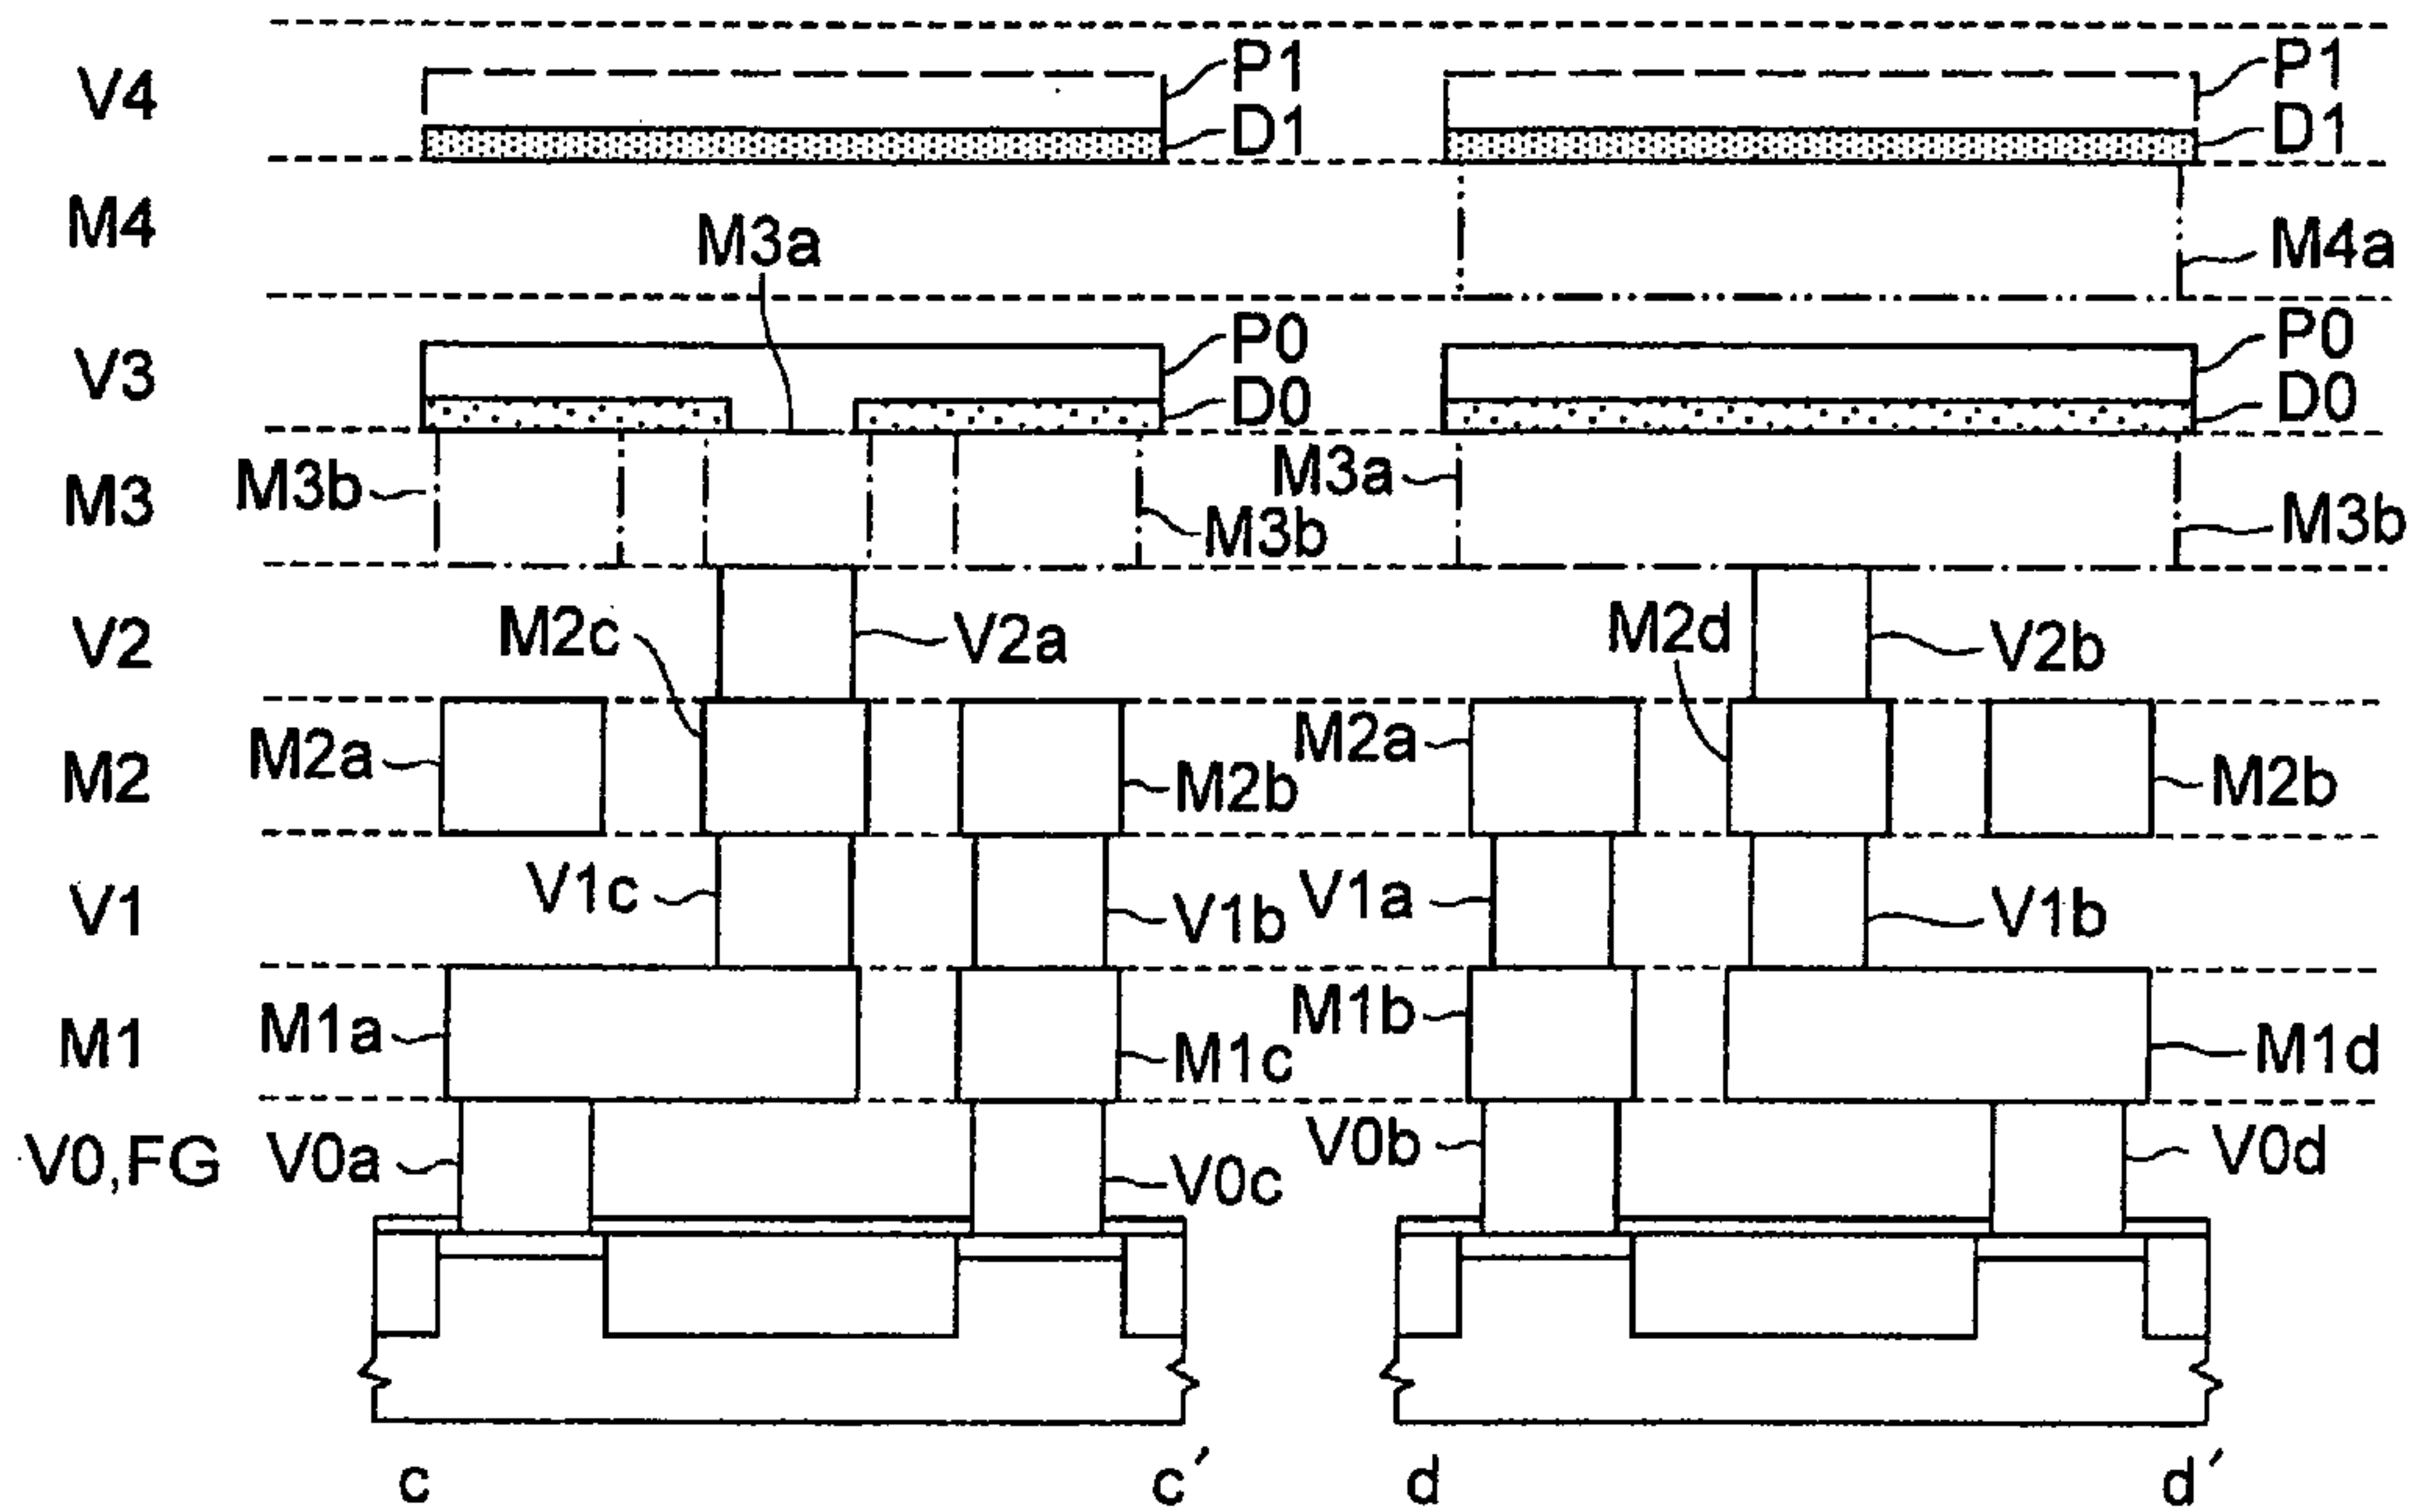 V4 P1 P1
D1 D1
M4 M3a M4a
V3 P0 P0
D0 D0
M3 M3b M3b M3a M3b
V2 M2c V2a M2d V2b
M2 M2a M2b M2a M2b
V1 V1c V1b V1a V1b
M1 M1a M1c M1b M1d
V0,FG V0a V0c V0b V0d
c c´ d d´